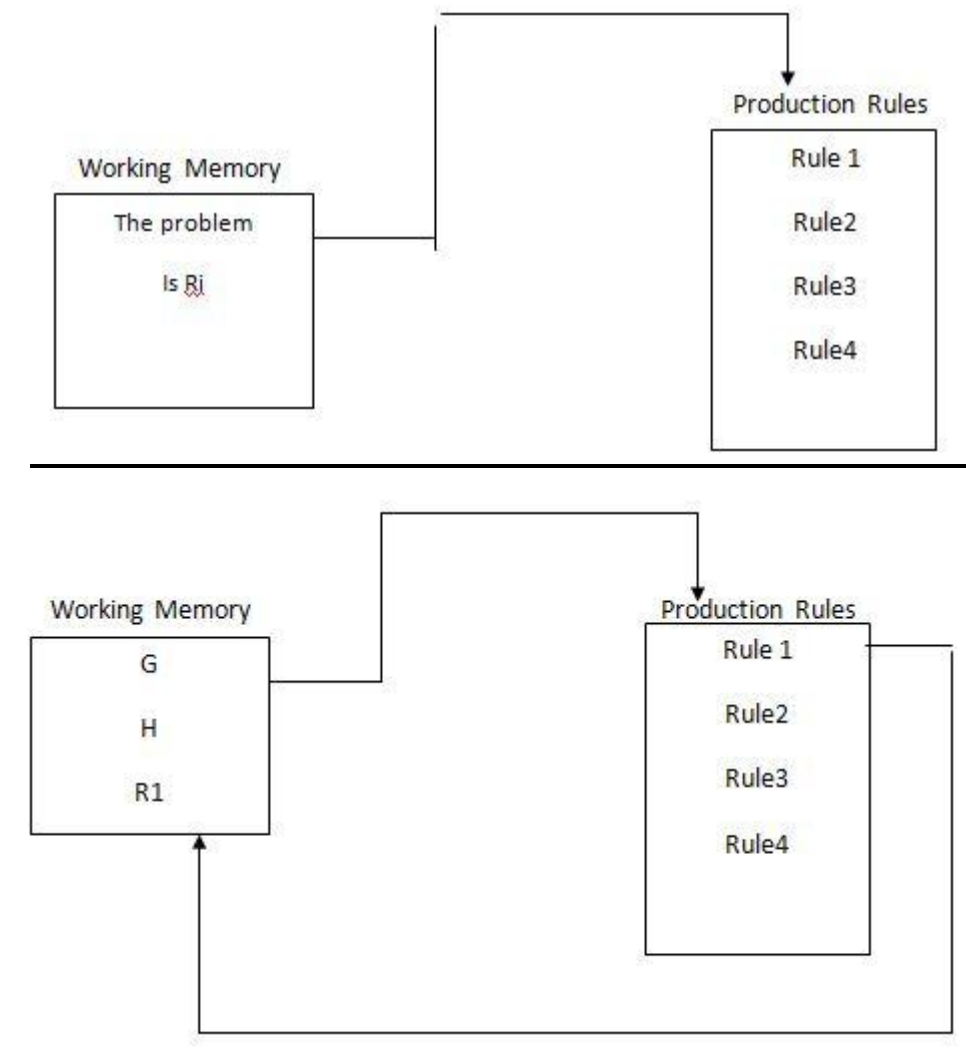 Production Rules
Working Memory
Rule 1
The problem
Rule2
Is Ri
Rule3
Rule4
Working Memory
Production Rules
G
Rule 1
H
Rule2
R1
Rule3
Rule4